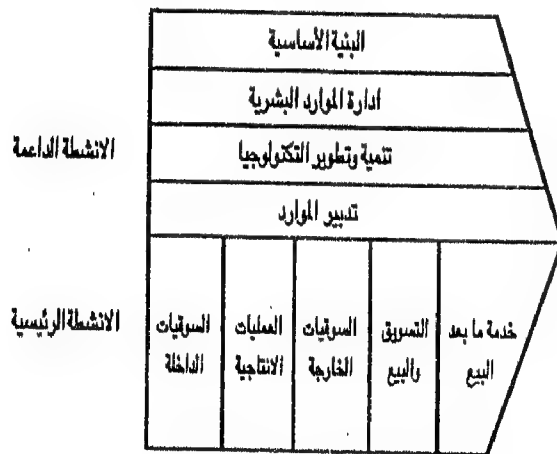 البنية الأساسية
ادارة الموارد البشرية
الانشطة الداعمة
تنمية وتطوير التكنولوجيا
تدبير الموارد
الانشطة الرئيسية
خدمة ما بعد
البيع
التسويق
والبيع
السوقيات
الخارجة
العمليات
الانتاجية
السوقيات
الداخلة